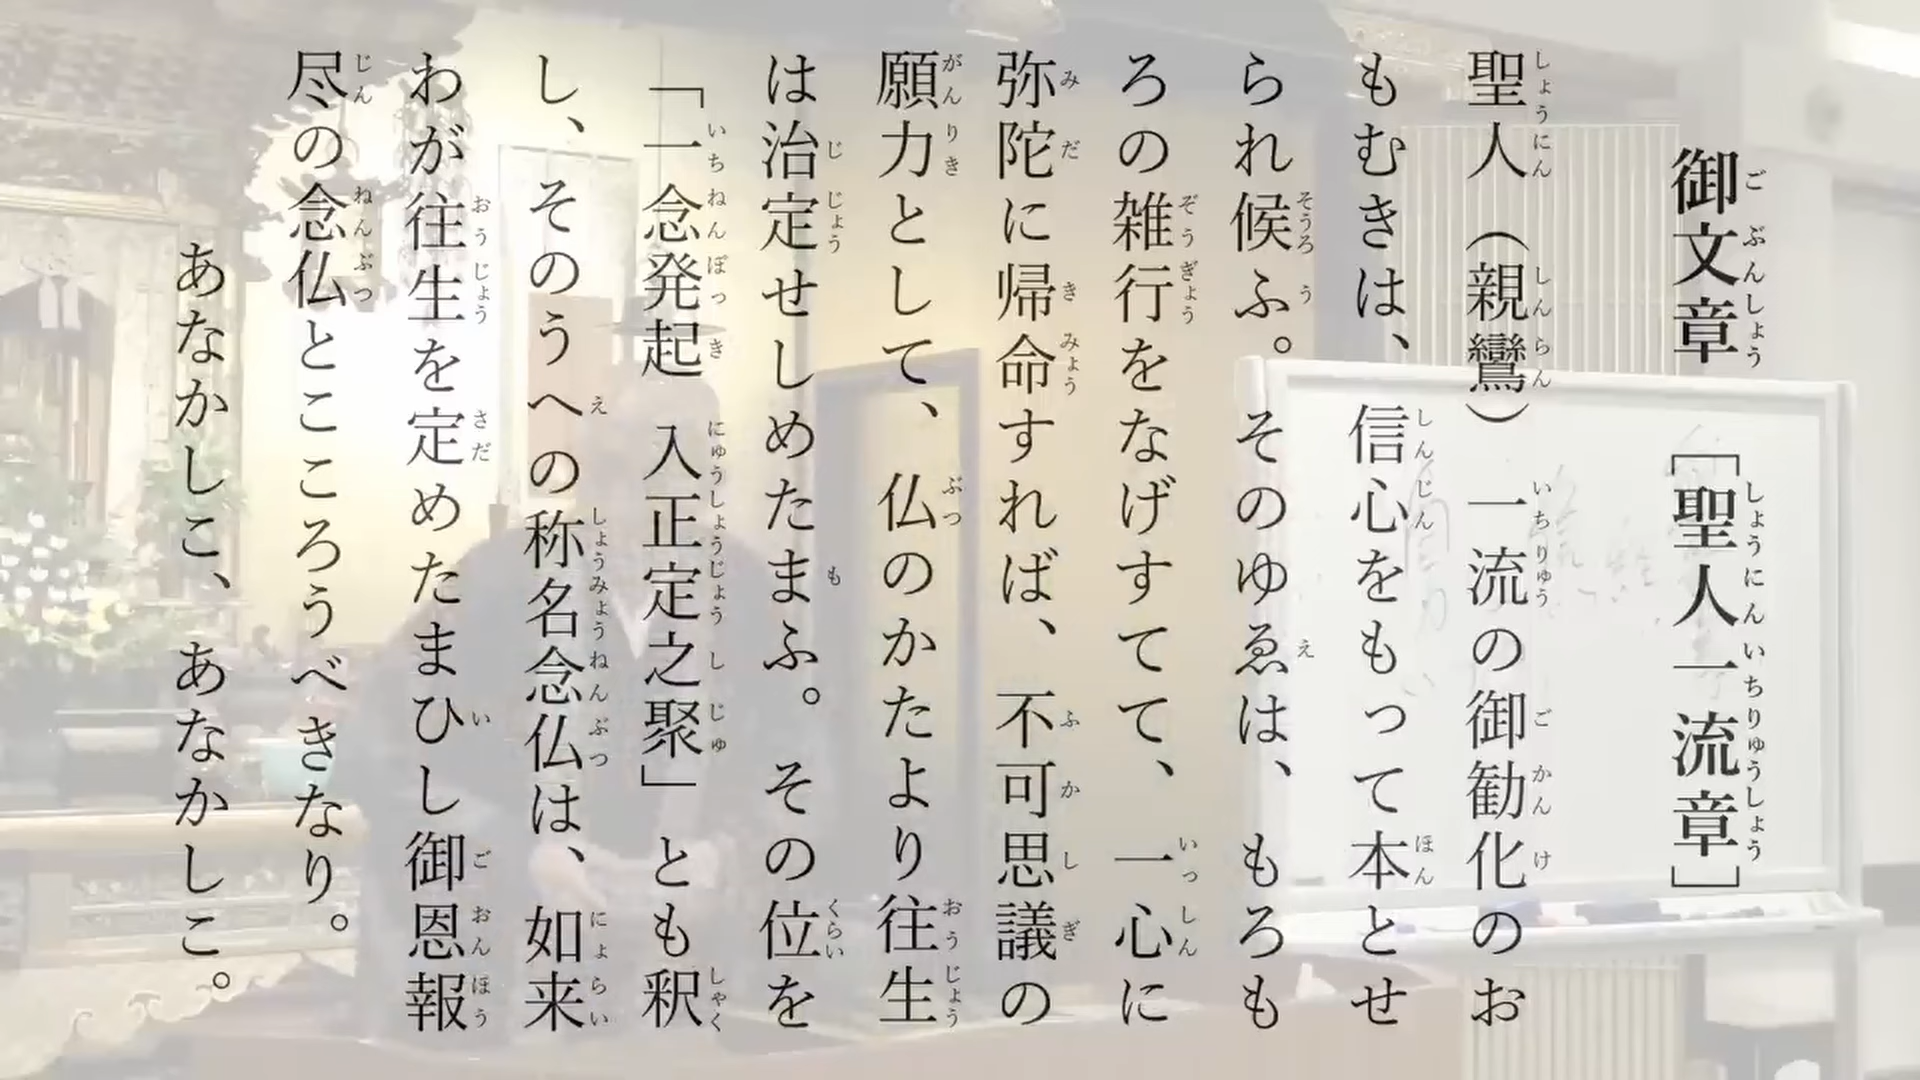 御文章　［聖人一流章］
聖人（親鸞）一流の御勧化のお
もむきは、信心をもって本とせ
られ候ふ。そのゆゑは、もろも
ろの雑行をなげすてて、一心に
弥陀に帰命すれば、不可思議の
願力として、仏のかたより往生
は治定せしめたまふ。その位を
「一念発起　入正定之聚」とも釈
し、そのうへの称名念仏は、如来
わが往生を定めたまひし御恩報
尽の念仏とこころうべきなり。
あなかしこ、あなかしこ。